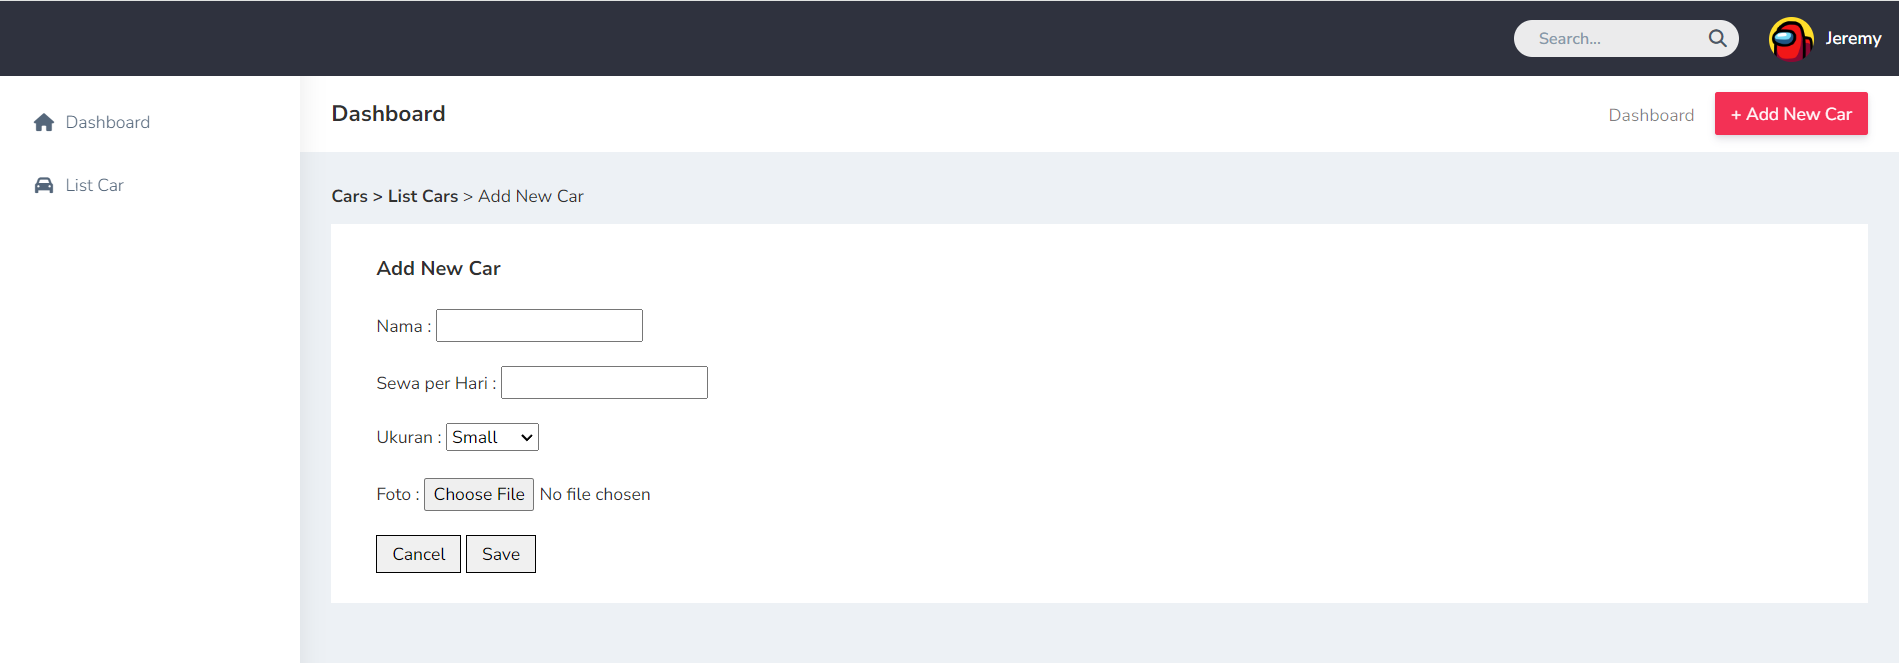 Search...
Jeremy
Dashboard
List Car
Dashboard
Dashboard
+ Add New Car
Cars > List Cars > Add New Car
Add New Car
Nama :
Sewa per Hari :
Ukuran : Small
Foto : Choose File No file chosen
Cancel Save